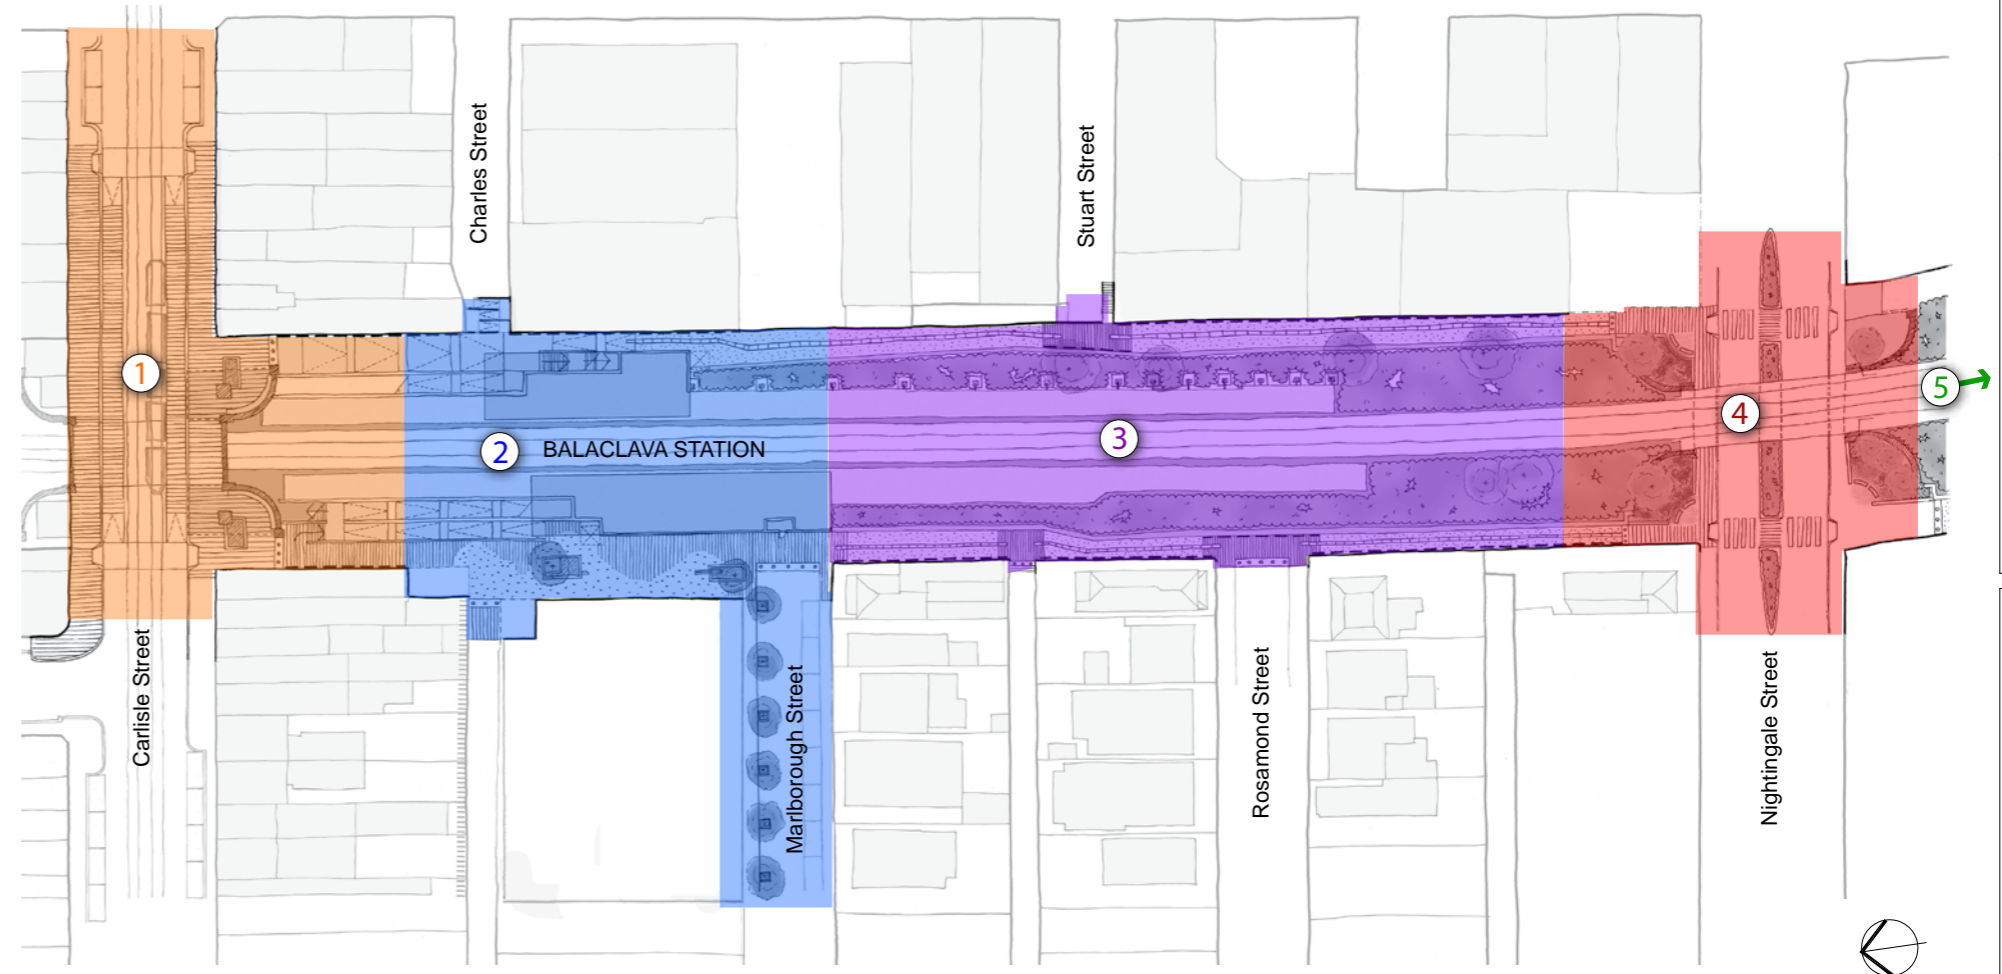 Charles Street
Stuart Street
1
2
BALACLAVA STATION
3
4
5
Carlisle Street
Marlborough Street
Rosamond Street
Nightingale Street